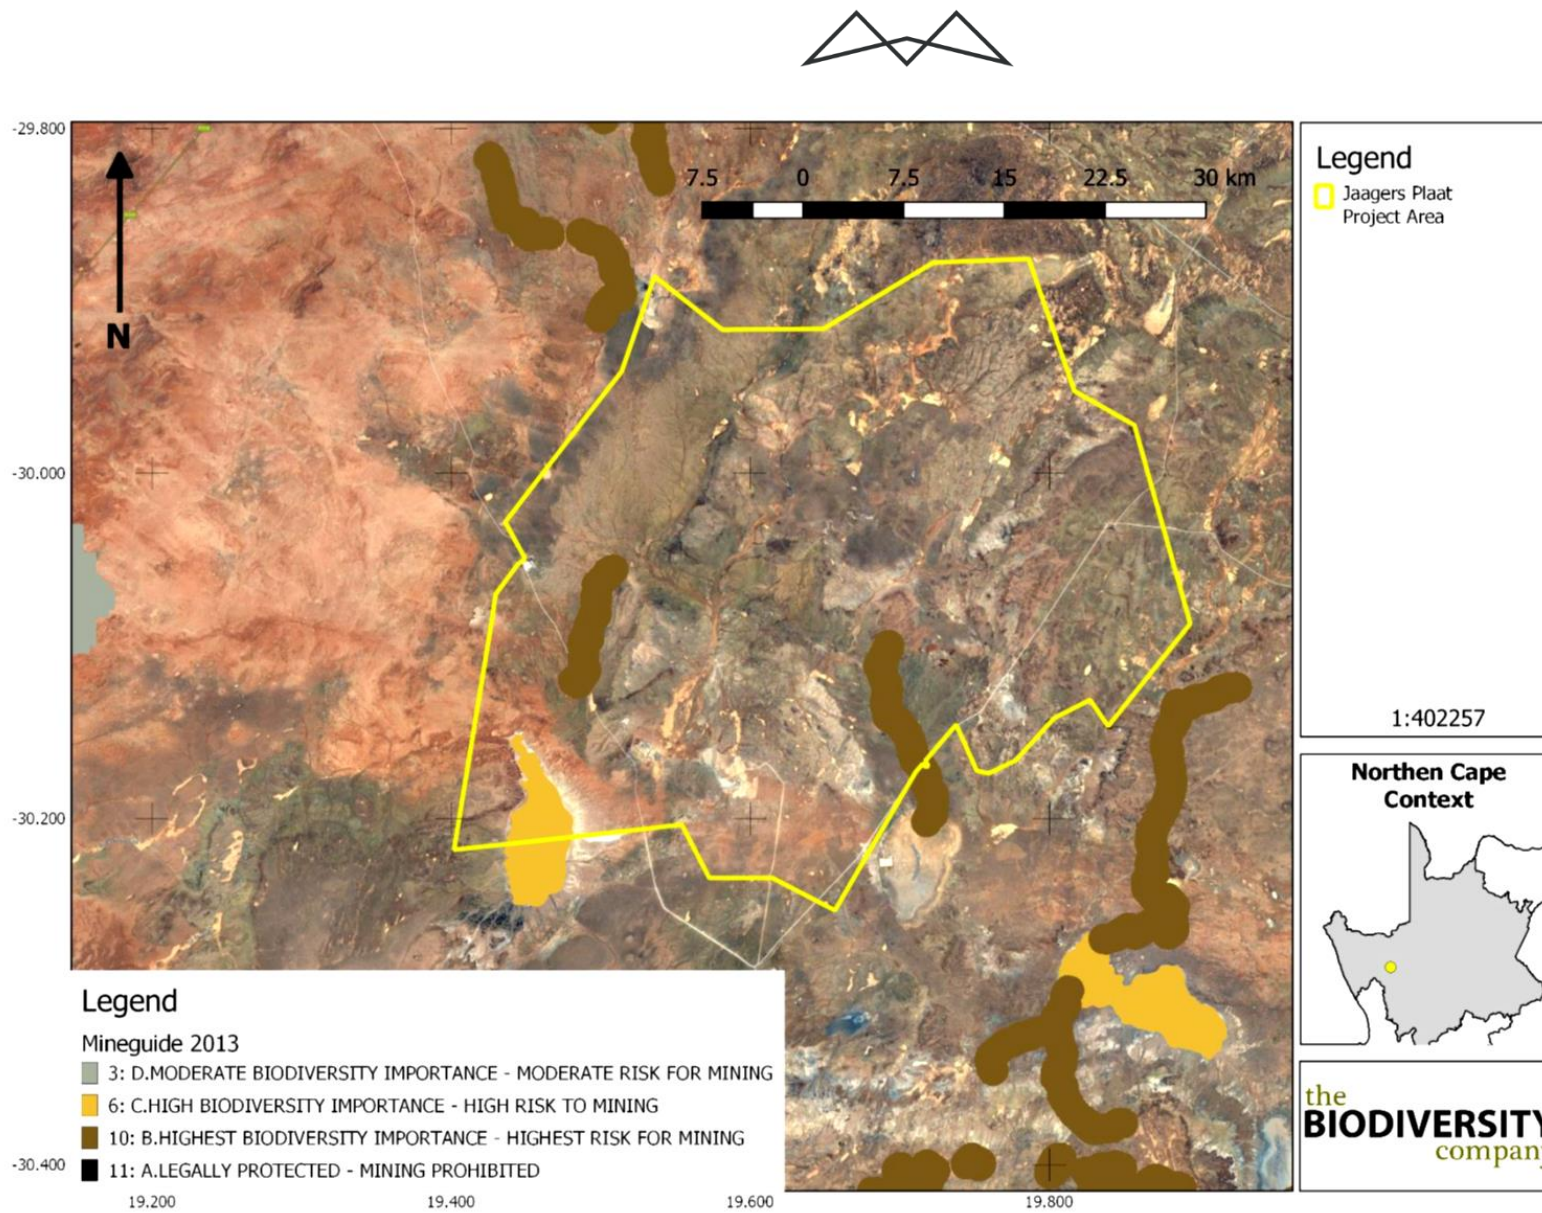 -29.800
-30.000
-30.200
-30.400
N
7.5 0 7.5 15 22.5 30 km
Legend
Jaagers Plaat
Project Area
1:402257
Northen Cape
Context
the
BIODIVERSITY
company
Legend
Mineguide 2013
3: D.MODERATE BIODIVERSITY IMPORTANCE - MODERATE RISK FOR MINING
6: C.HIGH BIODIVERSITY IMPORTANCE - HIGH RISK TO MINING
10: B.HIGHEST BIODIVERSITY IMPORTANCE - HIGHEST RISK FOR MINING
11: A.LEGALLY PROTECTED - MINING PROHIBITED
19.200 19.400 19.600 19.800